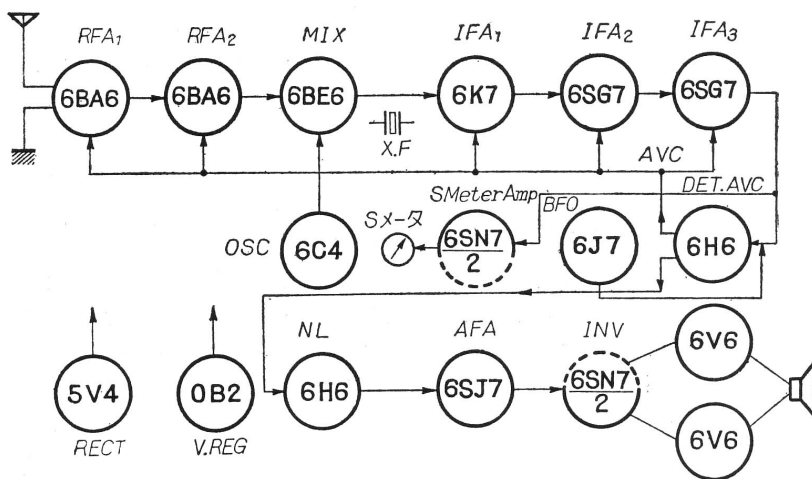 RFA₁ RFA₂ MIX IFA₁ IFA₂ IFA₃
6BA6 6BA6 6BE6 6K7 6SG7 6SG7
X.F
AVC
DET.AVC
SMeterAmp
BFO
Sメータ
OSC 6C4 6SN7 6J7 6H6
2
NL AFA INV
5V4 0B2 6H6 6SJ7 6SN7 6V6
2
6V6
RECT V.REG